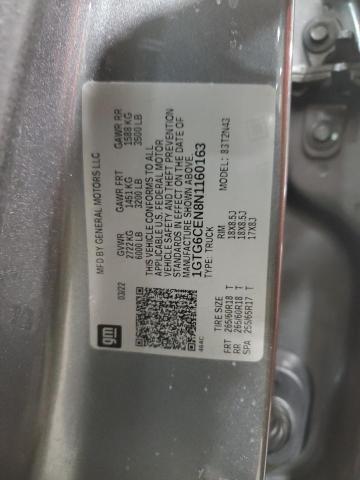 MFD BY GENERAL MOTORS LLC
03/22 GVWR GAWR FRT GAWR RR
2722 KG 1451 KG 1588 KG
6000 LB 3200 LB 3500 LB
THIS VEHICLE CONFORMS TO ALL
APPLICABLE U.S. FEDERAL MOTOR
VEHICLE SAFETY AND THEFT PREVENTION
STANDARDS IN EFFECT ON THE DATE OF
MANUFACTURE SHOWN ABOVE.
1GTG6CEN8N1160163
TYPE: TRUCK MODEL: 83T2N43
TIRE SIZE RIM
FRT 265/60R18 T 18X8.5J
RR 265/60R18 T 18X8.5J
SPA 255/65R17 T 17X8J
gm
464C